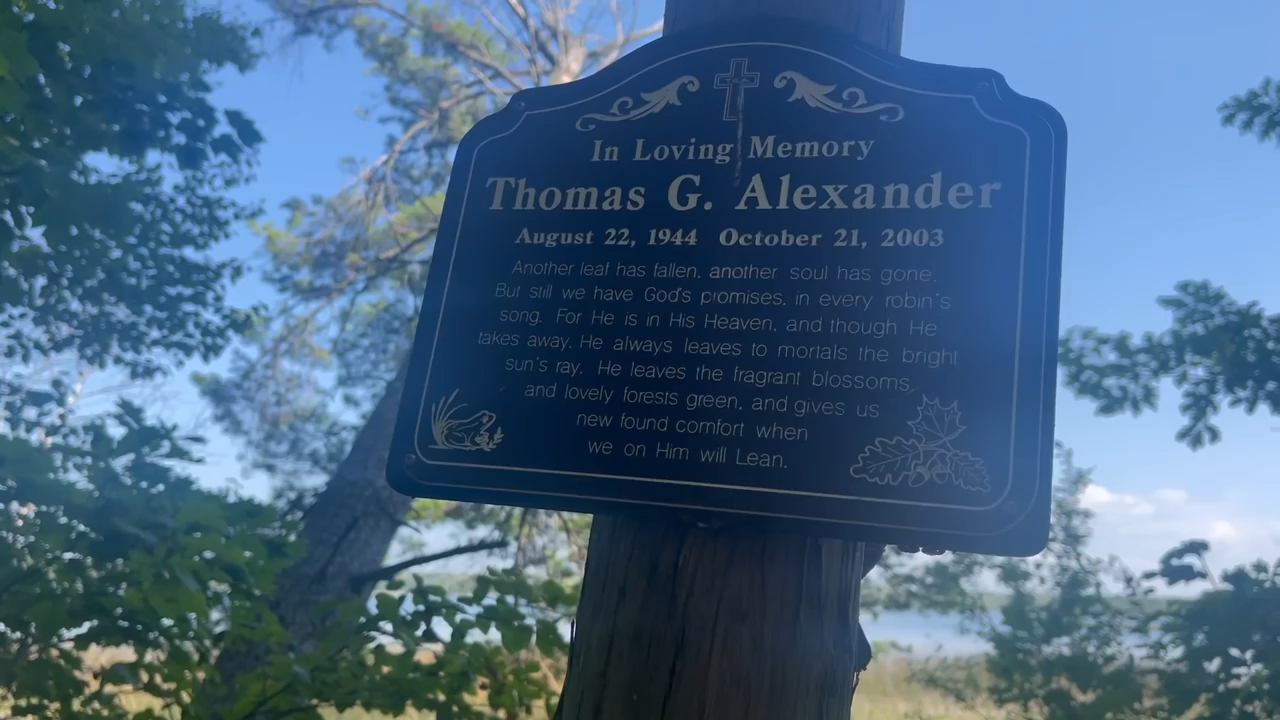 In Loving Memory
Thomas G. Alexander
August 22, 1944 October 21, 2003
Another leaf has fallen, another soul has gone.
But still we have God's promises, in every robin's
song. For He is in His Heaven, and though He
takes away, He always leaves to mortals the bright
sun's ray. He leaves the fragrant blossoms,
and lovely forests green, and gives us
new found comfort when
we on Him will Lean.